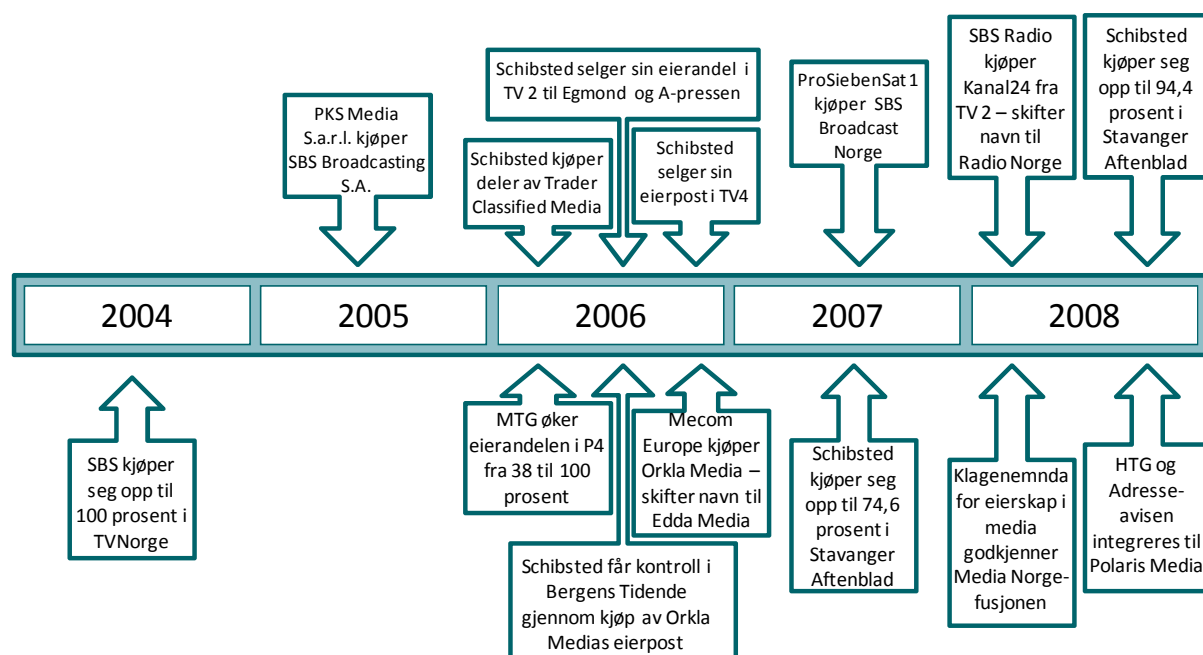 PKS Media
S.a.r.l. kjøper
SBS Broadcasting
S.A.
Schibsted selger sin eierandel i
TV 2 til Egmond og A-pressen
Schibsted kjøper
deler av Trader
Classified Media
Schibsted
selger sin
eierpost i TV4
ProSiebenSat1
kjøper SBS
Broadcast
Norge
SBS Radio
kjøper
Kanal24 fra
TV 2 – skifter
navn til
Radio Norge
Schibsted
kjøper seg
opp til 94,4
prosent i
Stavanger
Aftenblad
2004
2005
2006
2007
2008
SBS kjøper
seg opp til
100 prosent i
TVNorge
MTG øker
eierandelen i P4
fra 38 til 100
prosent
Schibsted får kontroll i
Bergens Tidende
gjennom kjøp av Orkla
Medias eierpost
Mecom
Europe kjøper
Orkla Media –
skifter navn til
Edda Media
Schibsted
kjøper seg
opp til 74,6
prosent i
Stavanger
Aftenblad
Klagenemnda
for eierskap i
media
godkjenner
Media Norge-
fusjonen
HTG og
Adresse-
avisen
integreres til
Polaris Media